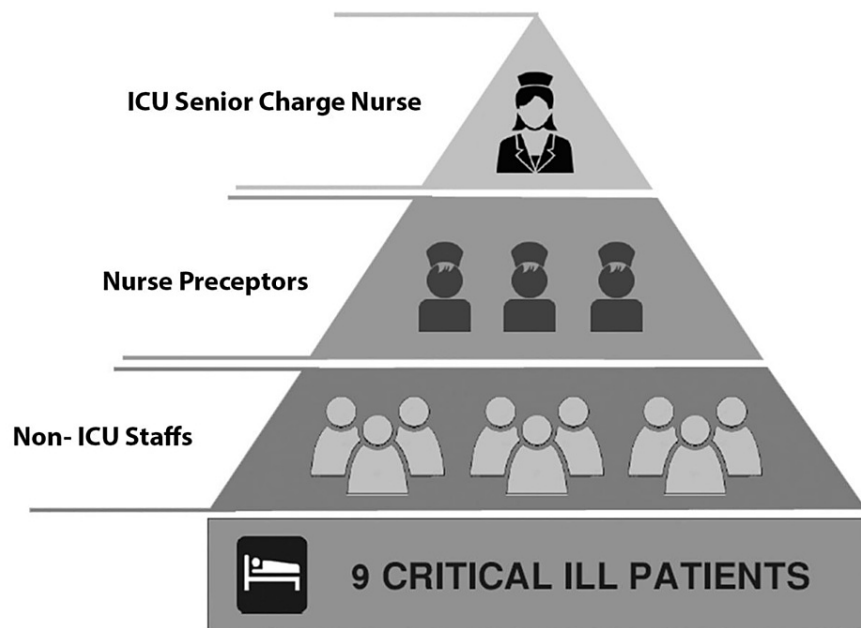 ICU Senior Charge Nurse
Nurse Preceptors
Non- ICU Staffs
9 CRITICAL ILL PATIENTS